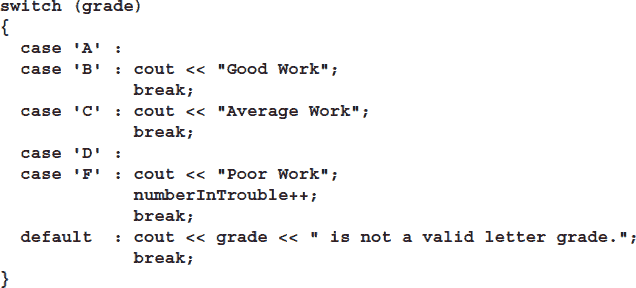 switch (grade)
{
  case 'A' :
  case 'B' : cout << "Good Work";
             break;
  case 'C' : cout << "Average Work";
             break;
  case 'D' :
  case 'F' : cout << "Poor Work";
             numberInTrouble++;
             break;
  default  : cout << grade << " is not a valid letter grade.";
             break;
}